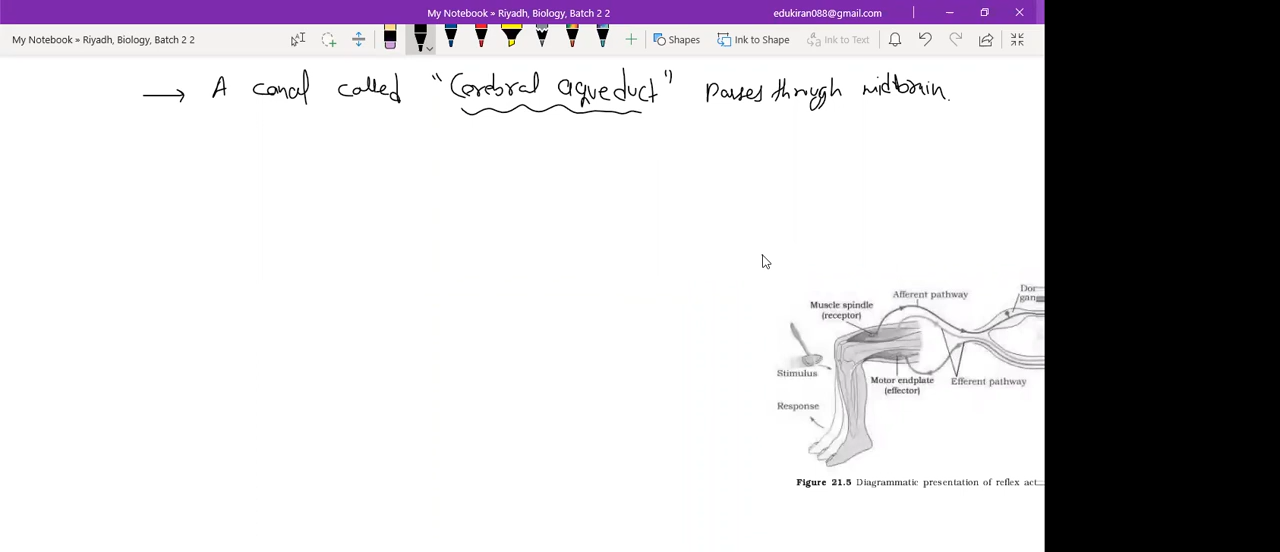 My Notebook » Riyadh, Biology, Batch 2 2
edukiran088@gmail.com
My Notebook » Riyadh, Biology, Batch 2 2
Shapes
Ink to Shape
Ink to Text
→ A canal called "Cerebral aqueduct" passes through midbrain.
Afferent pathway
Dor
gan
Muscle spindle
(receptor)
Stimulus
Motor endplate
(effector)
Efferent pathway
Response
Figure 21.5 Diagrammatic presentation of reflex act